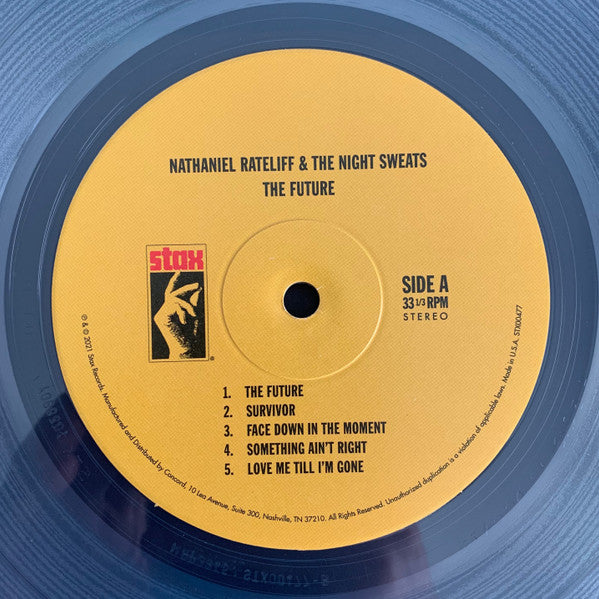 NATHANIEL RATELIFF & THE NIGHT SWEATS
THE FUTURE
stax
®
SIDE A
33 1/3 RPM
STEREO
1. THE FUTURE
2. SURVIVOR
3. FACE DOWN IN THE MOMENT
4. SOMETHING AIN'T RIGHT
5. LOVE ME TILL I'M GONE
℗ & © 2021 Stax Records. Manufactured and Distributed by Concord, 10 Lea Avenue, Suite 300, Nashville, TN 37210. All Rights Reserved. Unauthorized duplication is a violation of applicable laws. Made in U.S.A. STX00477